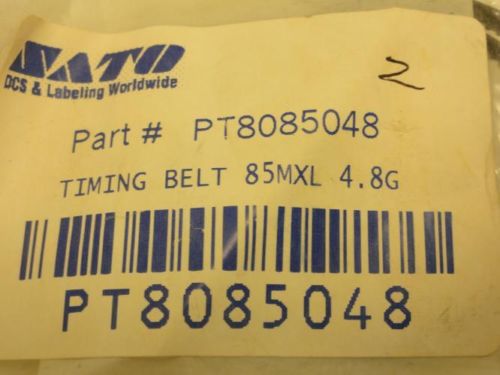 SATO
DCS & Labeling Worldwide
2
Part # PT8085048
TIMING BELT 85MXL 4.8G
PT8085048